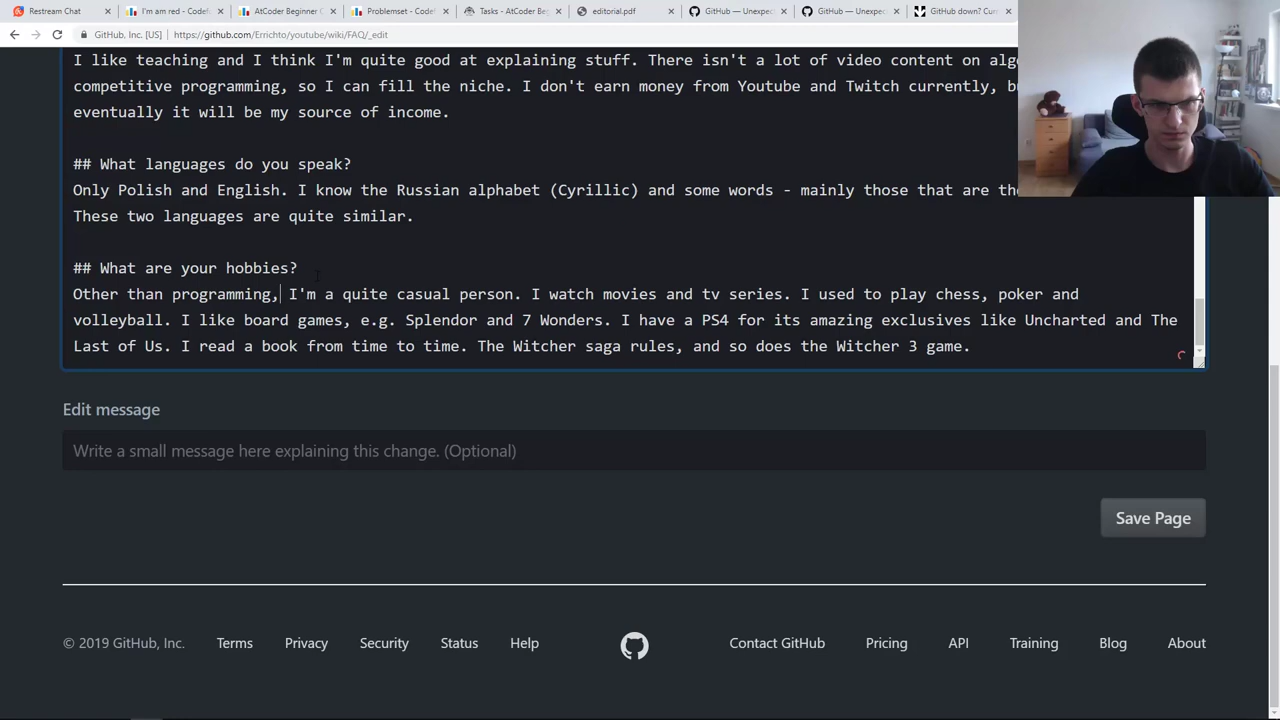 Restream Chat
I'm am red - Codef
AtCoder Beginner C
Problemset - Codef
Tasks - AtCoder Beg
editorial.pdf
GitHub — Unexpec
GitHub — Unexpec
GitHub down? Curr
GitHub, Inc. [US] https://github.com/Errichto/youtube/wiki/FAQ/_edit
I like teaching and I think I'm quite good at explaining stuff. There isn't a lot of video content on algo
competitive programming, so I can fill the niche. I don't earn money from Youtube and Twitch currently, bu
eventually it will be my source of income.
## What languages do you speak?
Only Polish and English. I know the Russian alphabet (Cyrillic) and some words - mainly those that are the
These two languages are quite similar.
## What are your hobbies?
Other than programming, I'm a quite casual person. I watch movies and tv series. I used to play chess, poker and
volleyball. I like board games, e.g. Splendor and 7 Wonders. I have a PS4 for its amazing exclusives like Uncharted and The
Last of Us. I read a book from time to time. The Witcher saga rules, and so does the Witcher 3 game.
Edit message
Write a small message here explaining this change. (Optional)
Save Page
© 2019 GitHub, Inc. Terms Privacy Security Status Help Contact GitHub Pricing API Training Blog About